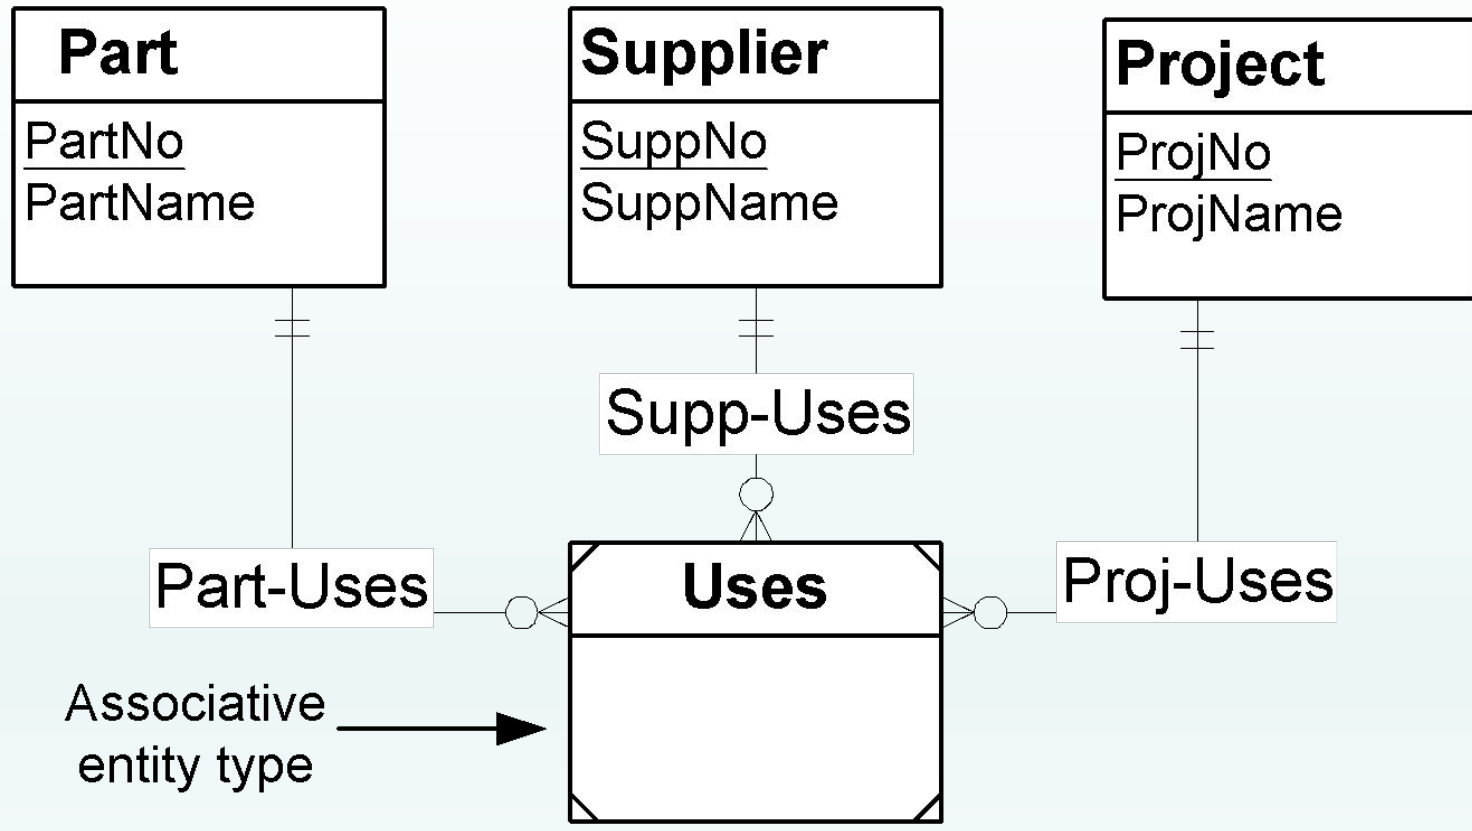 Part
PartNo
PartName
Supplier
SuppNo
SuppName
Project
ProjNo
ProjName
Supp-Uses
Part-Uses
Uses
Proj-Uses
Associative
entity type